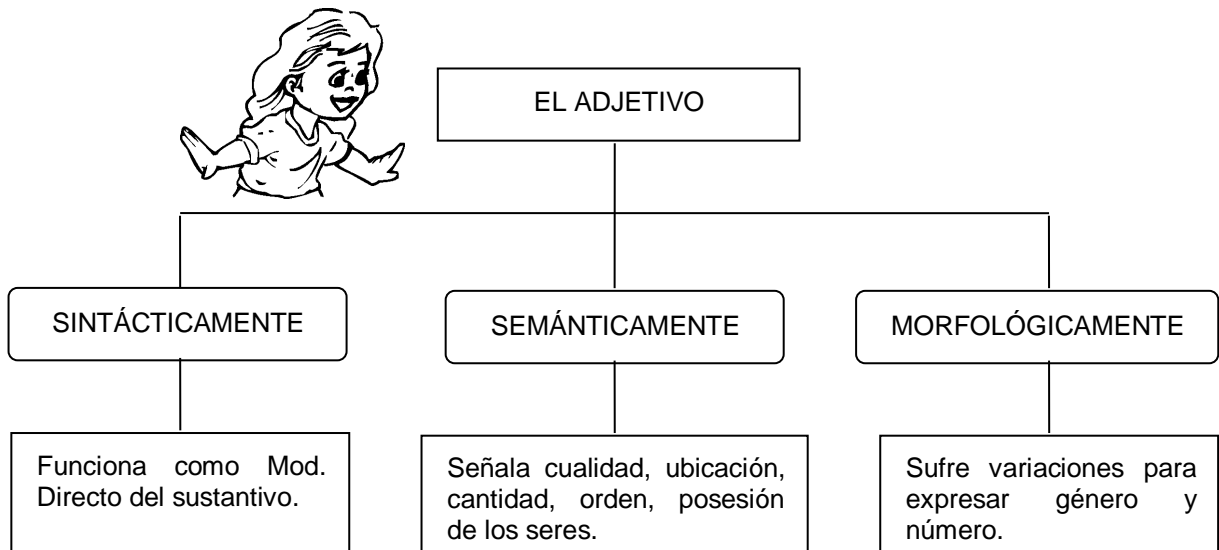 EL ADJETIVO
SINTÁCTICAMENTE
SEMÁNTICAMENTE
MORFOLÓGICAMENTE
Funciona como Mod.
Directo del sustantivo.
Señala cualidad, ubicación,
cantidad, orden, posesión
de los seres.
Sufre variaciones para
expresar género y
número.